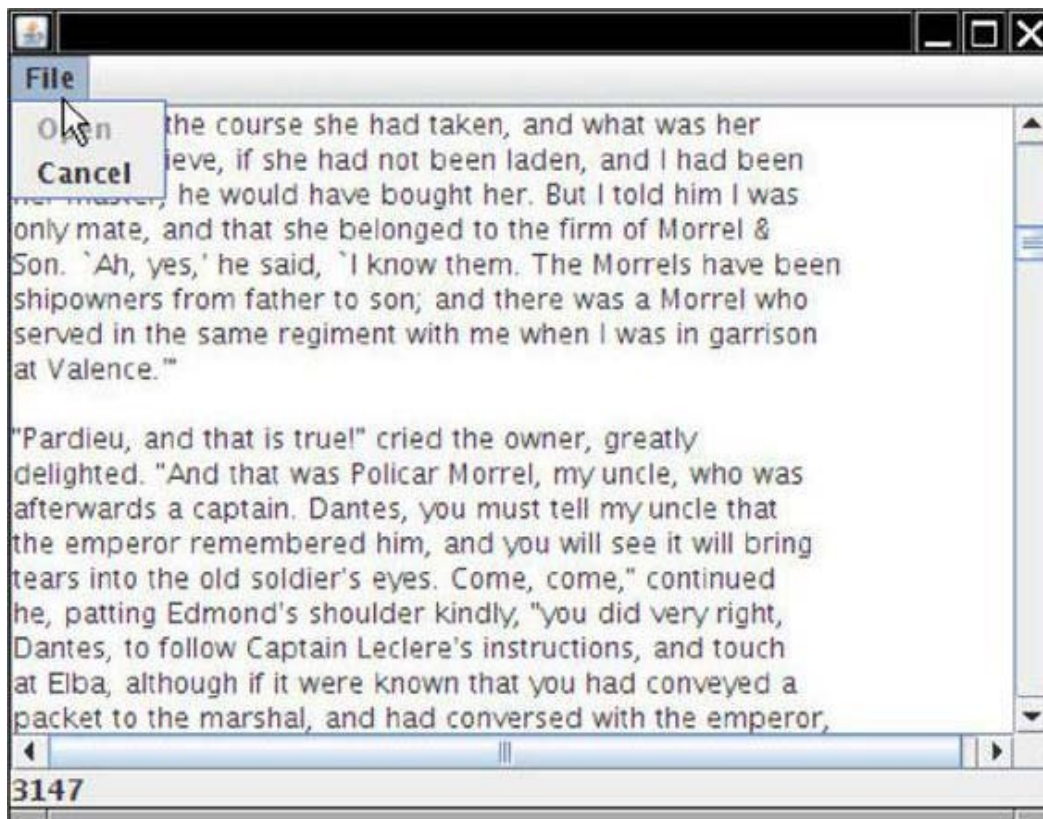 File
Open
Cancel
the course she had taken, and what was her
ieve, if she had not been laden, and I had been
her master, he would have bought her. But I told him I was
only mate, and that she belonged to the firm of Morrel &
Son. `Ah, yes,' he said, `I know them. The Morrels have been
shipowners from father to son; and there was a Morrel who
served in the same regiment with me when I was in garrison
at Valence.'"
"Pardieu, and that is true!" cried the owner, greatly
delighted. "And that was Policar Morrel, my uncle, who was
afterwards a captain. Dantes, you must tell my uncle that
the emperor remembered him, and you will see it will bring
tears into the old soldier's eyes. Come, come," continued
he, patting Edmond's shoulder kindly, "you did very right,
Dantes, to follow Captain Leclere's instructions, and touch
at Elba, although if it were known that you had conveyed a
packet to the marshal, and had conversed with the emperor,
3147